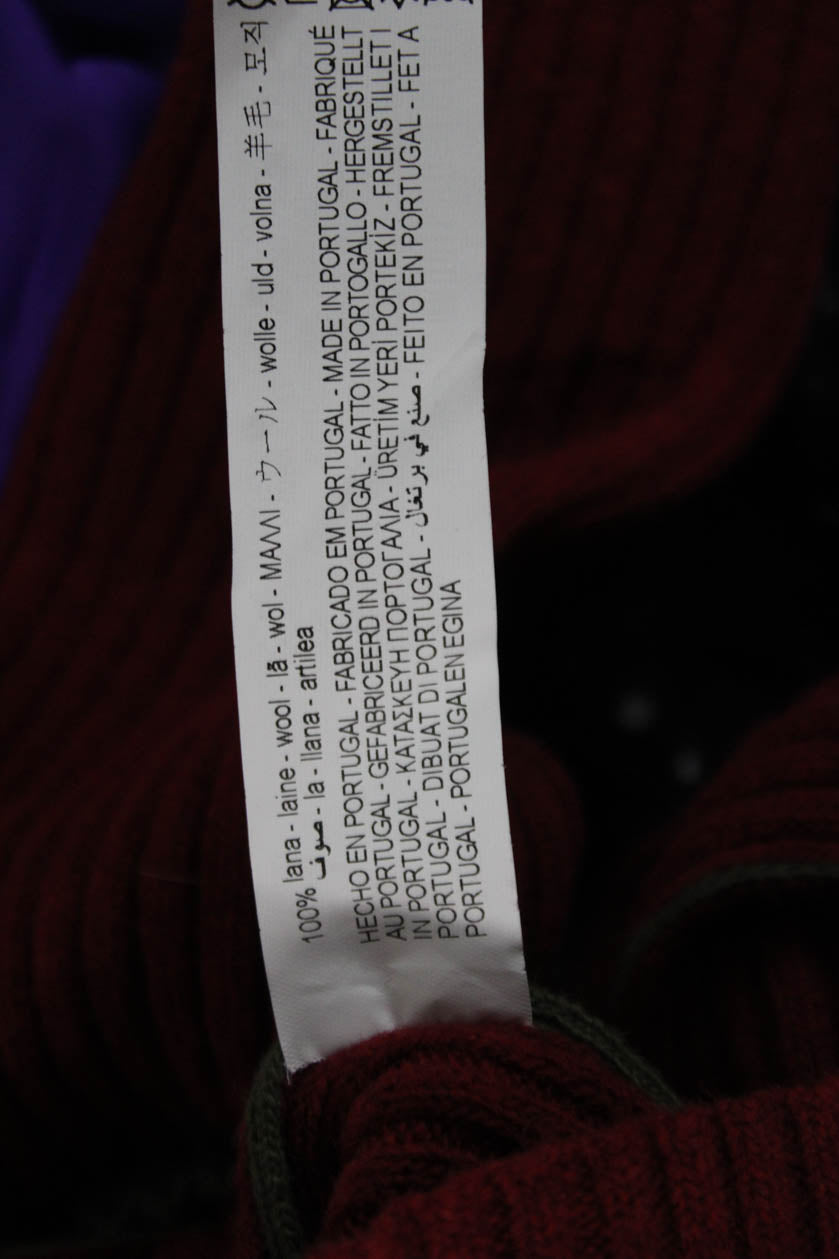 100% lana - laine - wool - lã - wol - ΜΑΛΛΙ - ウール - wolle - uld - volna - 羊毛 - 모직
صوف - la - llana - artilea
HECHO EN PORTUGAL - FABRICADO EM PORTUGAL - MADE IN PORTUGAL - FABRIQUÉ
AU PORTUGAL - GEFABRICEERD IN PORTUGAL - FATTO IN PORTOGALLO - HERGESTELLT
IN PORTUGAL - ΚΑΤΑΣΚΕΥΗ ΠΟΡΤΟΓΑΛΙΑ - ÜRETİM YERİ PORTEKİZ - FREMSTILLET I
PORTUGAL - DIBUAT DI PORTUGAL - صنع في برتغال - FEITO EN PORTUGAL - FET A
PORTUGAL - PORTUGALEN EGINA